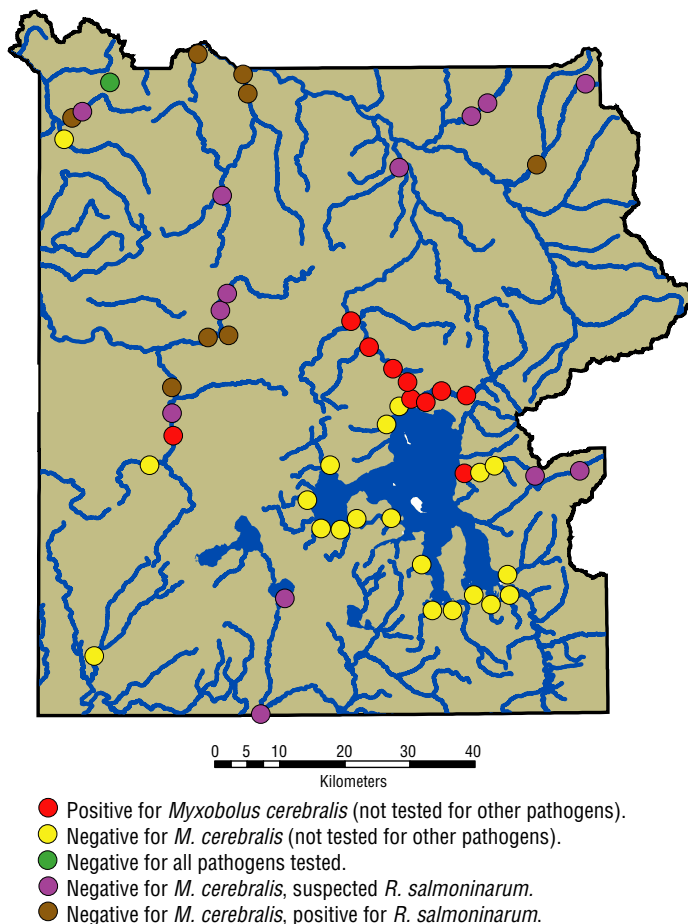 0 5 10 20 30 40
Kilometers
Positive for Myxobolus cerebralis (not tested for other pathogens).
Negative for M. cerebralis (not tested for other pathogens).
Negative for all pathogens tested.
Negative for M. cerebralis, suspected R. salmoninarum.
Negative for M. cerebralis, positive for R. salmoninarum.